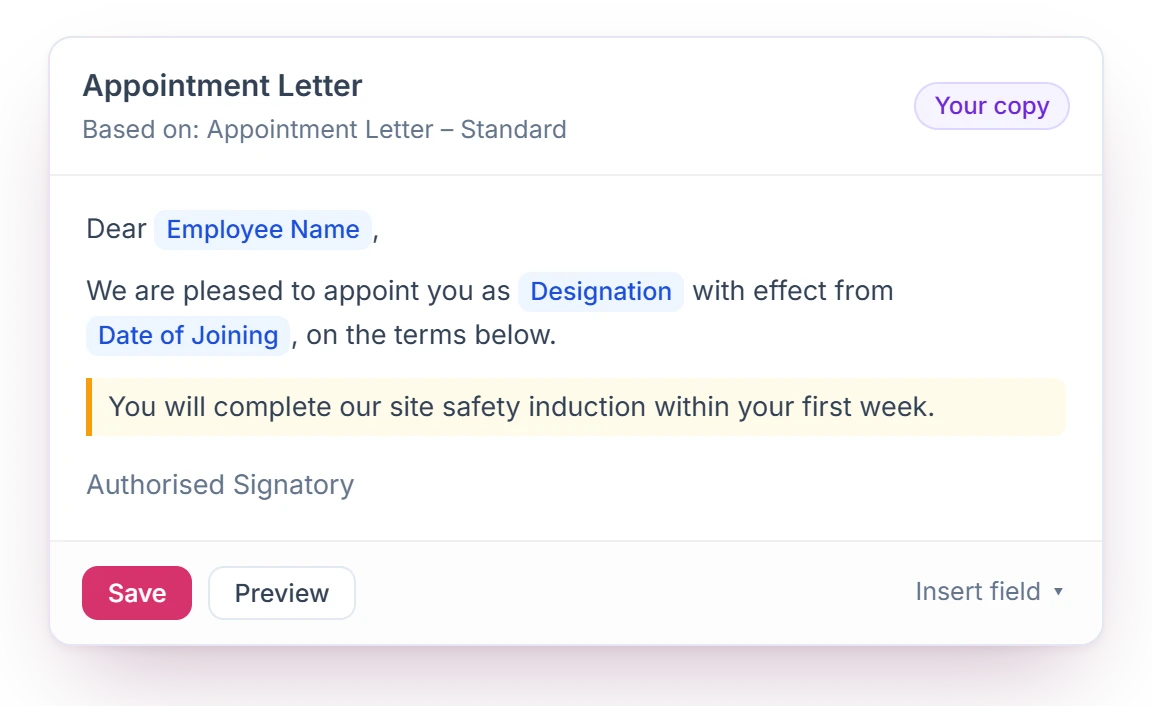 Appointment Letter
Based on: Appointment Letter – Standard
Your copy
Dear Employee Name,
We are pleased to appoint you as Designation with effect from
Date of Joining, on the terms below.
You will complete our site safety induction within your first week.
Authorised Signatory
Save
Preview
Insert field ▾